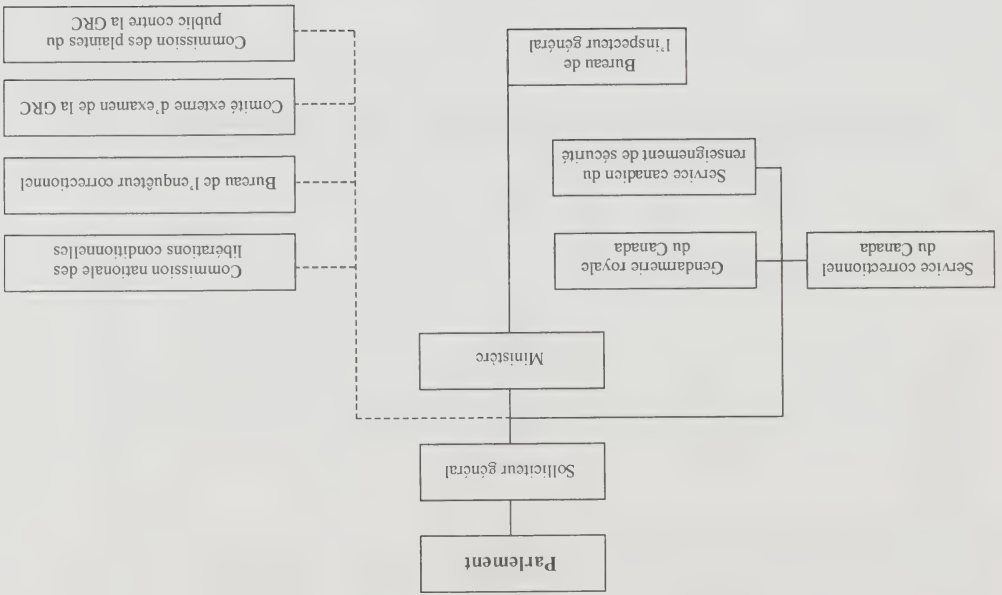 Parlement
Solliciteur général
Ministère
Service correctionnel
du Canada
Gendarmerie royale
du Canada
Commission nationale des
libérations conditionnelles
Service canadien du
renseignement de sécurité
Bureau de l'enquêteur correctionnel
Comité externe d'examen de la GRC
Bureau de
l'inspecteur général
Commission des plaintes du
public contre la GRC